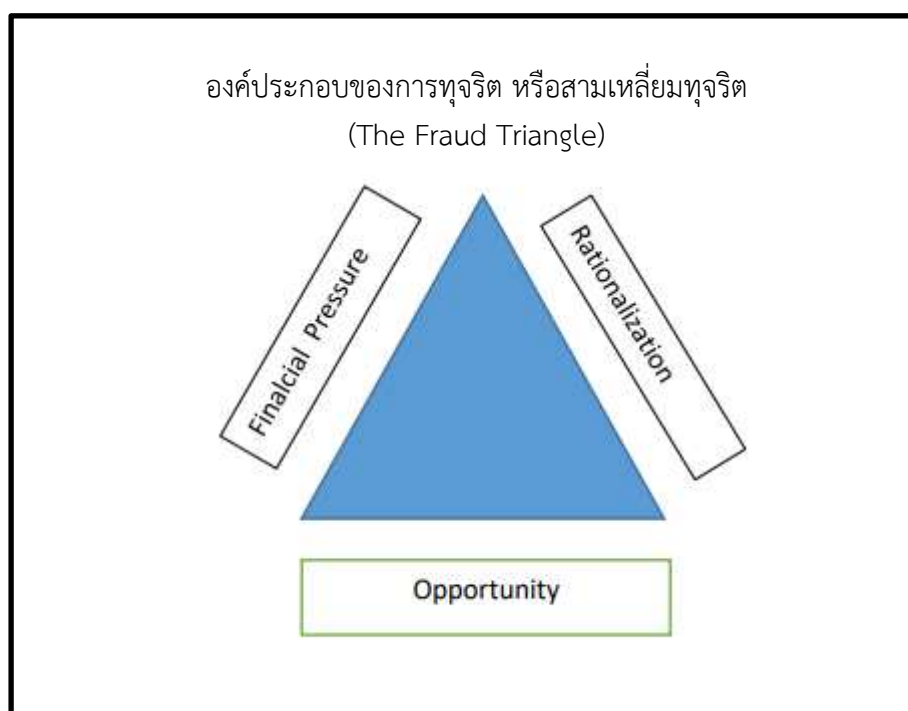 องค์ประกอบของการทุจริต หรือสามเหลี่ยมทุจริต
(The Fraud Triangle)
Finalcial Pressure
Rationalization
Opportunity